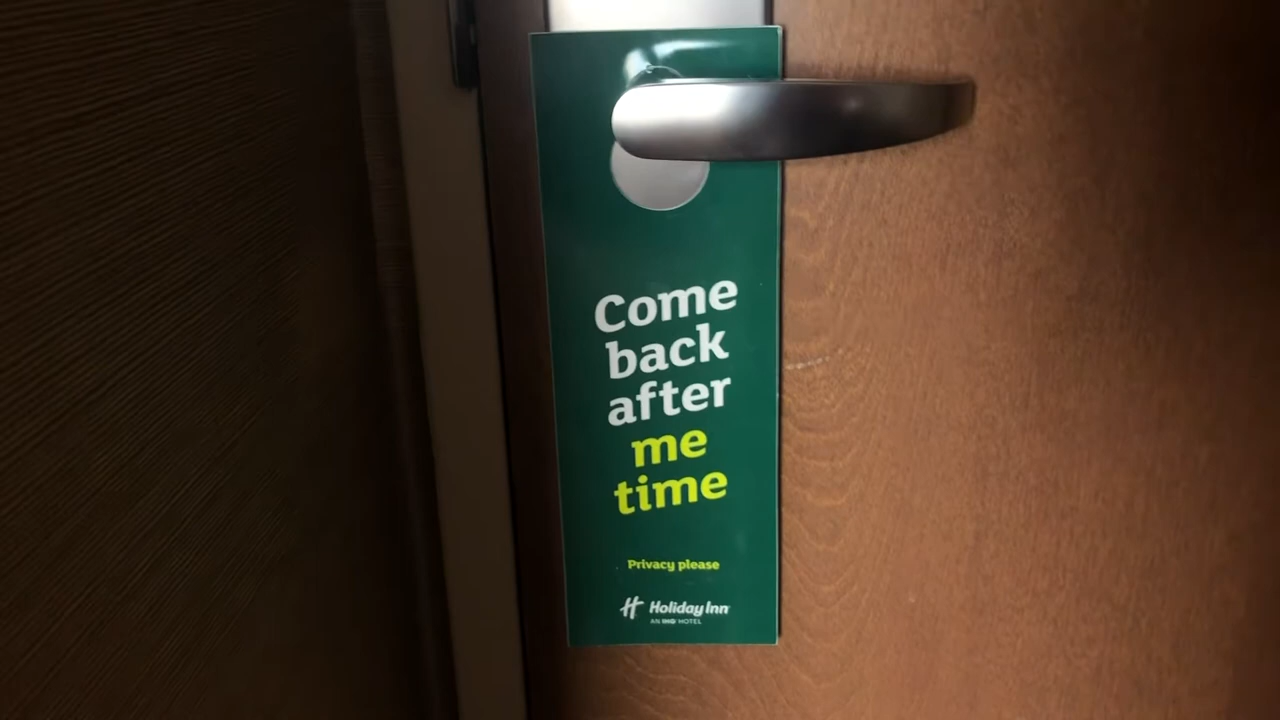 Come
back
after
me
time
Privacy please
H Holiday Inn
AN IHG HOTEL